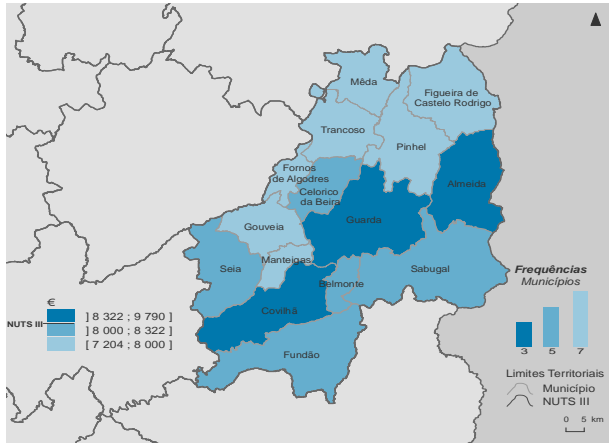 Mêda
Figueira de
Castelo Rodrigo
Trancoso
Pinhel
Fornos
de Algodres
Celorico
da Beira
Almeida
Guarda
Gouveia
Manteigas
Seia
Sabugal
Belmonte
Covilhã
Fundão
€
NUTS III
] 8 322 ; 9 790 ]
] 8 000 ; 8 322 ]
[ 7 204 ; 8 000 ]
Frequências
Municípios
3 5 7
Limites Territoriais
Município
NUTS III
0 5 km